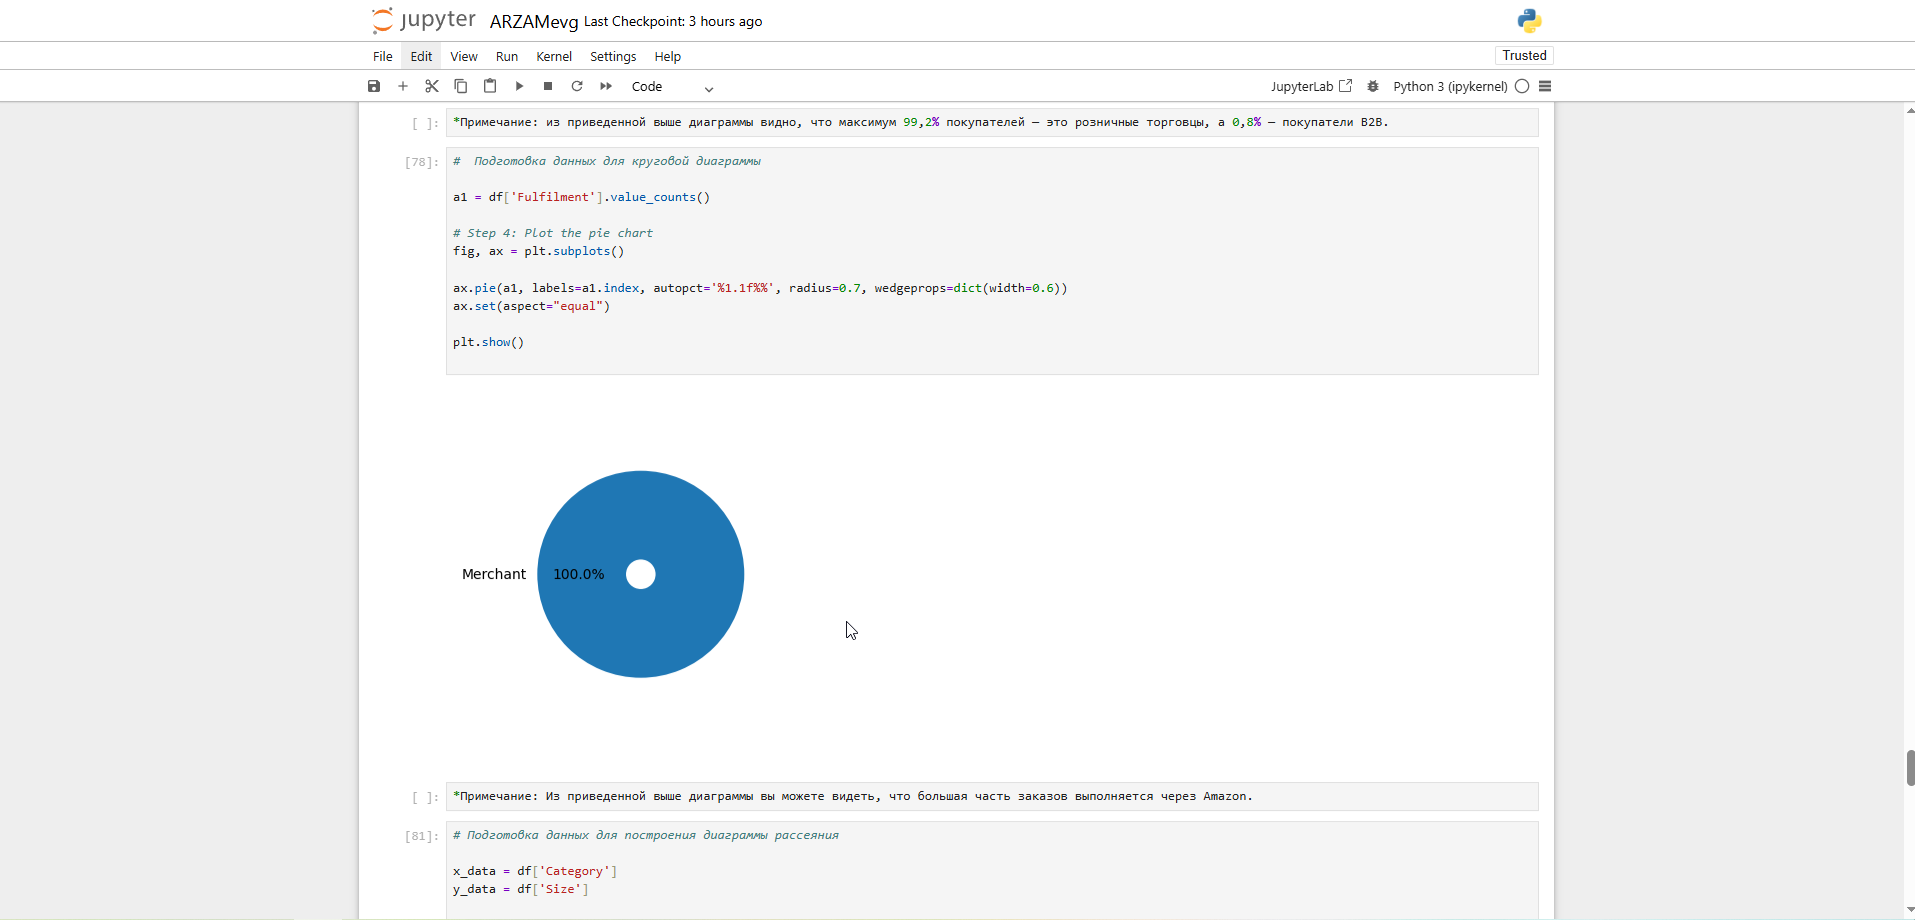 jupyter ARZAMevg Last Checkpoint: 3 hours ago
File Edit View Run Kernel Settings Help Trusted
Code JupyterLab Python 3 (ipykernel)
[ ]: *Примечание: из приведенной выше диаграммы видно, что максимум 99,2% покупателей — это розничные торговцы, а 0,8% — покупатели B2B.
[78]: #  Подготовка данных для круговой диаграммы
a1 = df['Fulfilment'].value_counts()
# Step 4: Plot the pie chart
fig, ax = plt.subplots()
ax.pie(a1, labels=a1.index, autopct='%1.1f%%', radius=0.7, wedgeprops=dict(width=0.6))
ax.set(aspect="equal")
plt.show()
Merchant 100.0%
[ ]: *Примечание: Из приведенной выше диаграммы вы можете видеть, что большая часть заказов выполняется через Amazon.
[81]: # Подготовка данных для построения диаграммы рассеяния
x_data = df['Category']
y_data = df['Size']